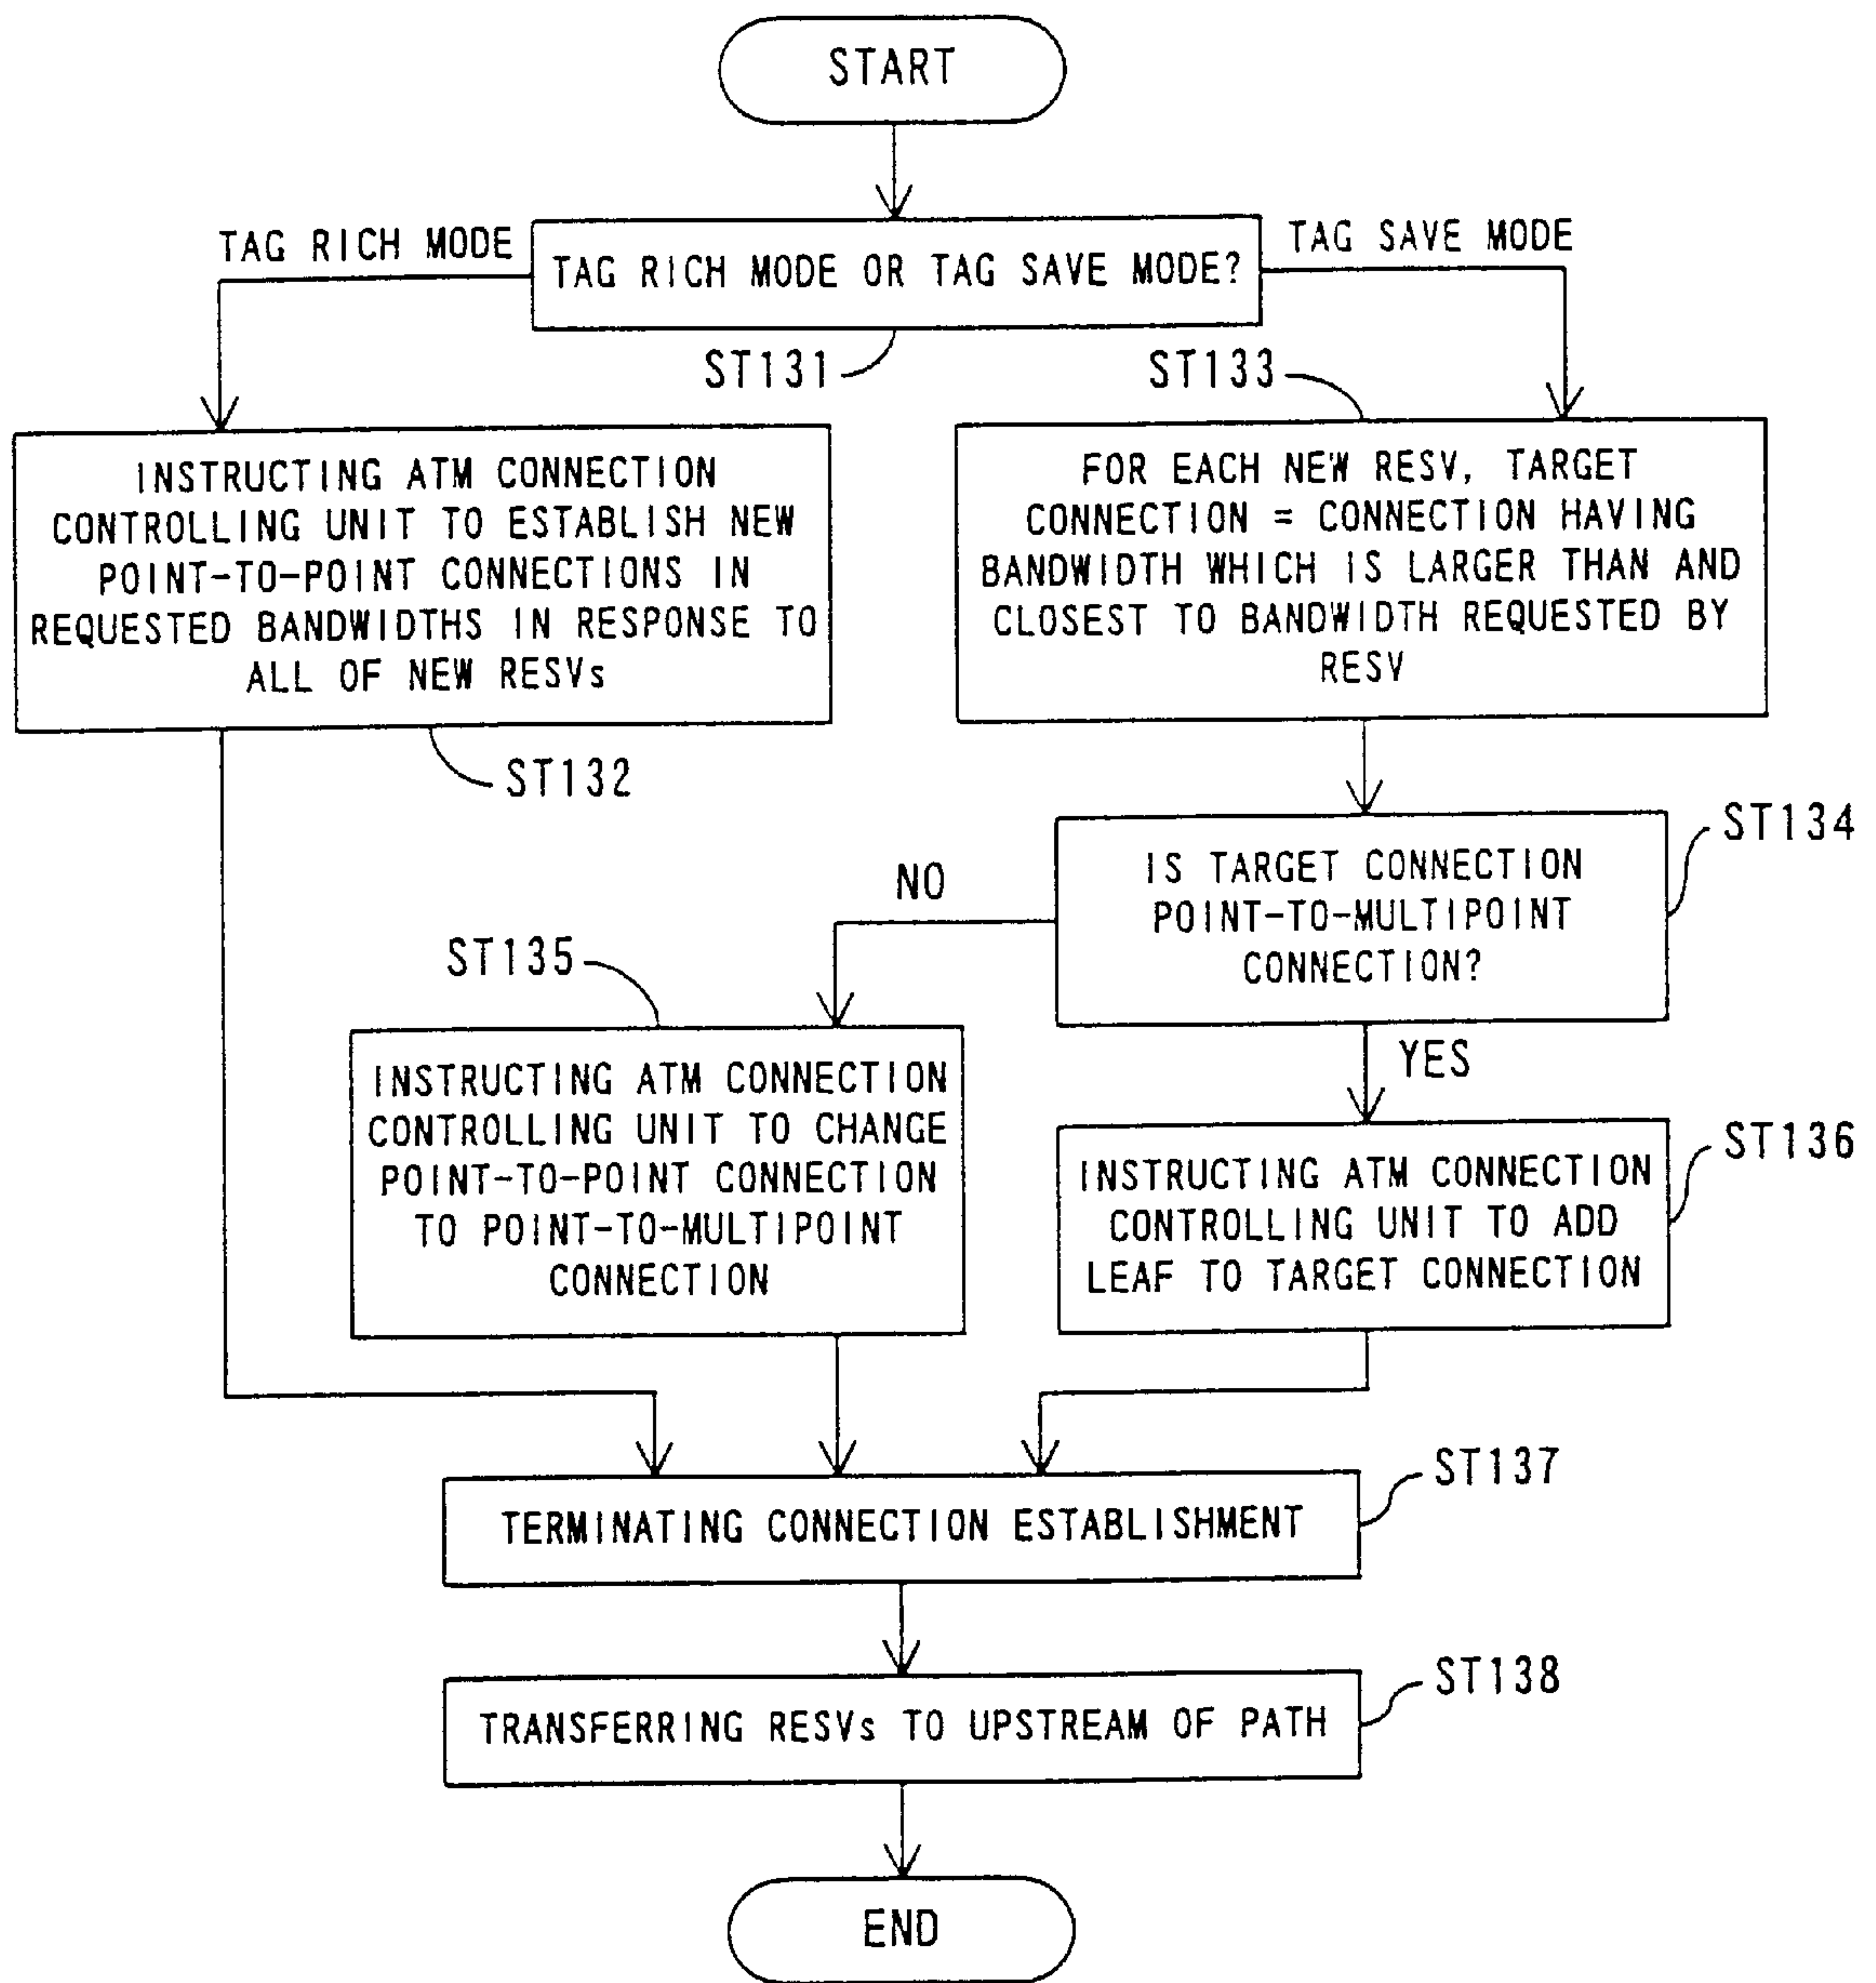 START
TAG RICH MODE
TAG RICH MODE OR TAG SAVE MODE?
TAG SAVE MODE
ST131
ST133
INSTRUCTING ATM CONNECTION
CONTROLLING UNIT TO ESTABLISH NEW
POINT-TO-POINT CONNECTIONS IN
REQUESTED BANDWIDTHS IN RESPONSE TO
ALL OF NEW RESVs
ST132
FOR EACH NEW RESV, TARGET
CONNECTION = CONNECTION HAVING
BANDWIDTH WHICH IS LARGER THAN AND
CLOSEST TO BANDWIDTH REQUESTED BY
RESV
IS TARGET CONNECTION
POINT-TO-MULTIPOINT
CONNECTION?
ST134
NO
YES
ST135
INSTRUCTING ATM CONNECTION
CONTROLLING UNIT TO CHANGE
POINT-TO-POINT CONNECTION
TO POINT-TO-MULTIPOINT
CONNECTION
INSTRUCTING ATM CONNECTION
CONTROLLING UNIT TO ADD
LEAF TO TARGET CONNECTION
ST136
TERMINATING CONNECTION ESTABLISHMENT
ST137
TRANSFERRING RESVs TO UPSTREAM OF PATH
ST138
END